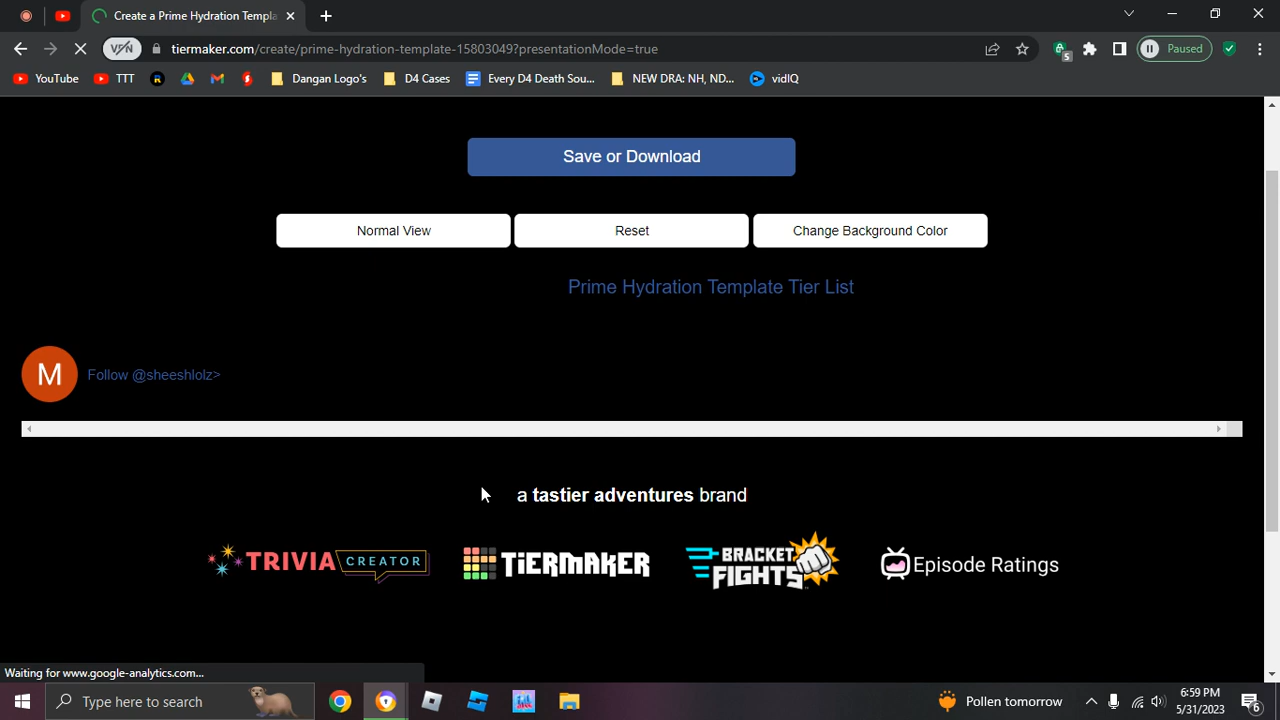 Create a Prime Hydration Templa
VPN
tiermaker.com/create/prime-hydration-template-15803049?presentationMode=true
5
Paused
YouTube TTT Dangan Logo's D4 Cases Every D4 Death Sou... NEW DRA: NH, ND... vidIQ
Save or Download
Normal View Reset Change Background Color
Prime Hydration Template Tier List
M Follow @sheeshlolz>
a tastier adventures brand
TRIVIA CREATOR TIERMAKER BRACKET FIGHTS Episode Ratings
Waiting for www.google-analytics.com...
Type here to search
Pollen tomorrow
6:59 PM
5/31/2023
6